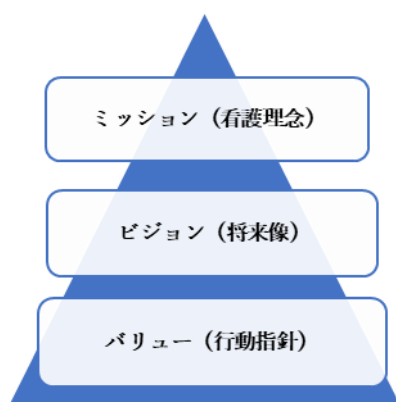 ミッション（看護理念）
ビジョン（将来像）
バリュー（行動指針）